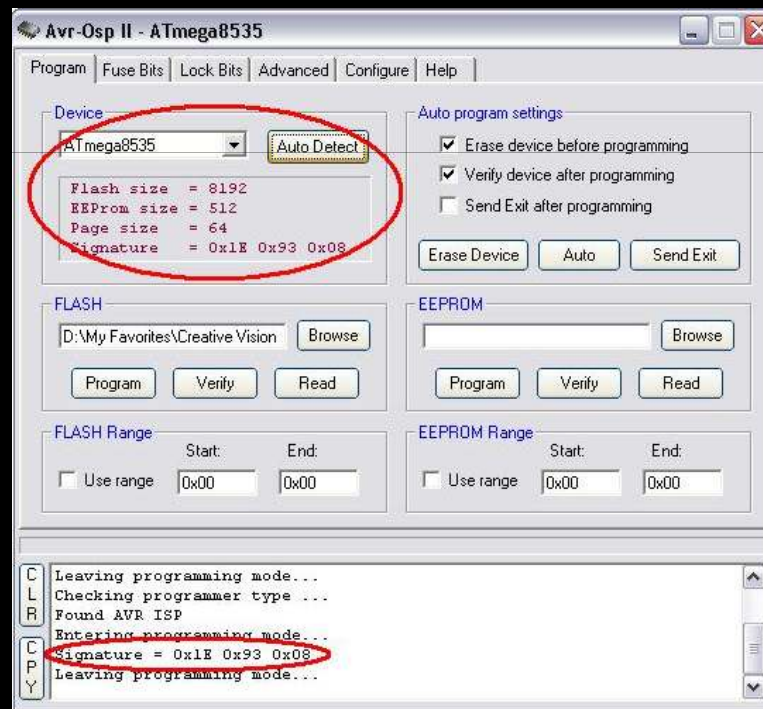 Avr-Osp II - ATmega8535
Program Fuse Bits Lock Bits Advanced Configure Help
Device
ATmega8535 Auto Detect
Flash size = 8192
EEProm size = 512
Page size = 64
Signature = 0x1E 0x93 0x08
Auto program settings
Erase device before programming
Verify device after programming
Send Exit after programming
Erase Device Auto Send Exit
FLASH
D:\My Favorites\Creative Vision Browse
Program Verify Read
EEPROM
Browse
Program Verify Read
FLASH Range
Start: End:
Use range 0x00 0x00
EEPROM Range
Start: End:
Use range 0x00 0x00
CLR
CPY
Leaving programming mode...
Checking programmer type ...
Found AVR ISP
Entering programming mode...
Signature = 0x1E 0x93 0x08
Leaving programming mode...